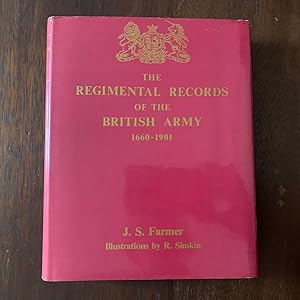 THE
REGIMENTAL RECORDS
OF THE
BRITISH ARMY
1660-1901
J. S. Farmer
Illustrations by R. Simkin